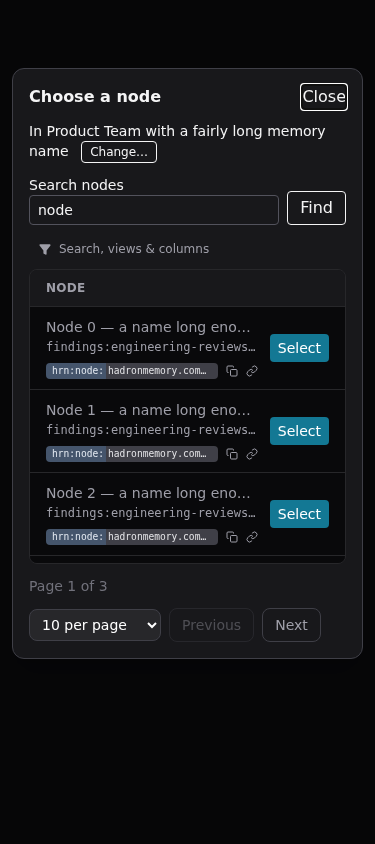 Choose a node
Close
In Product Team with a fairly long memory
name Change…
Search nodes
node
Find
Search, views & columns
NODE
Node 0 — a name long eno…
findings:engineering-reviews…
hrn:node: hadronmemory.com…
Select
Node 1 — a name long eno…
findings:engineering-reviews…
hrn:node: hadronmemory.com…
Select
Node 2 — a name long eno…
findings:engineering-reviews…
hrn:node: hadronmemory.com…
Select
Page 1 of 3
10 per page
Previous
Next